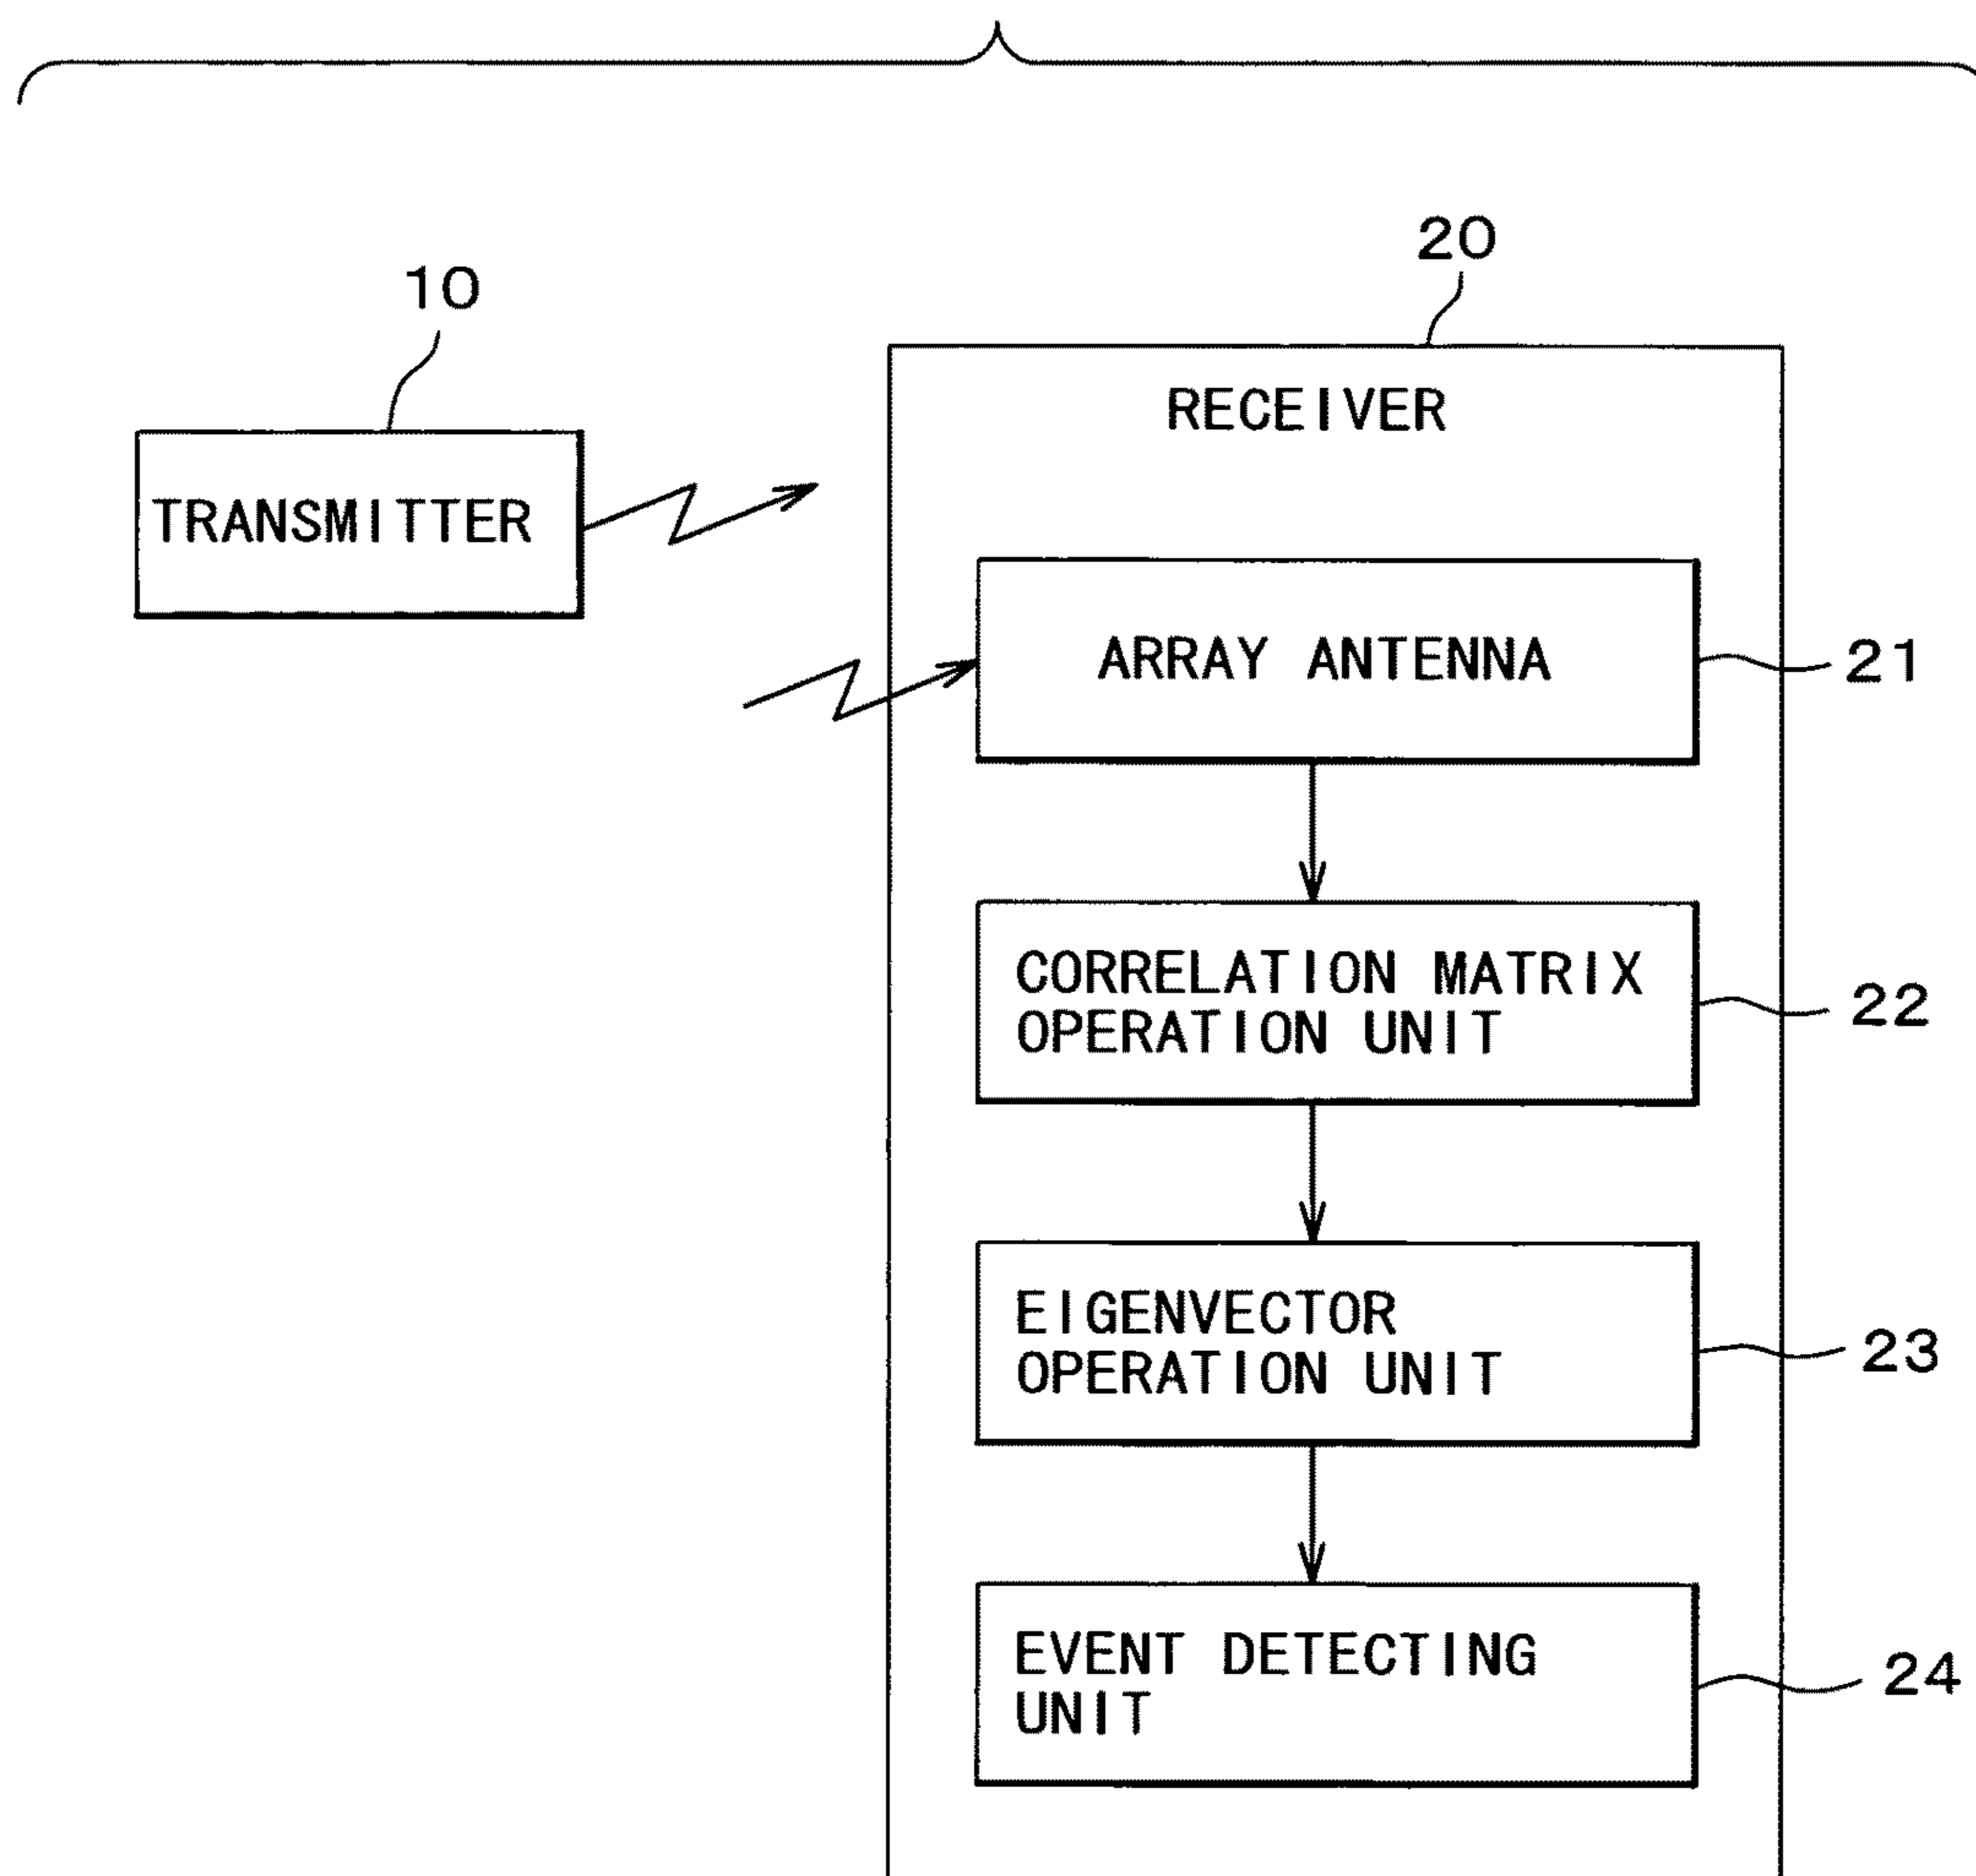 20
10
RECEIVER
TRANSMITTER
ARRAY ANTENNA
21
CORRELATION MATRIX
OPERATION UNIT
22
EIGENVECTOR
OPERATION UNIT
23
EVENT DETECTING
UNIT
24